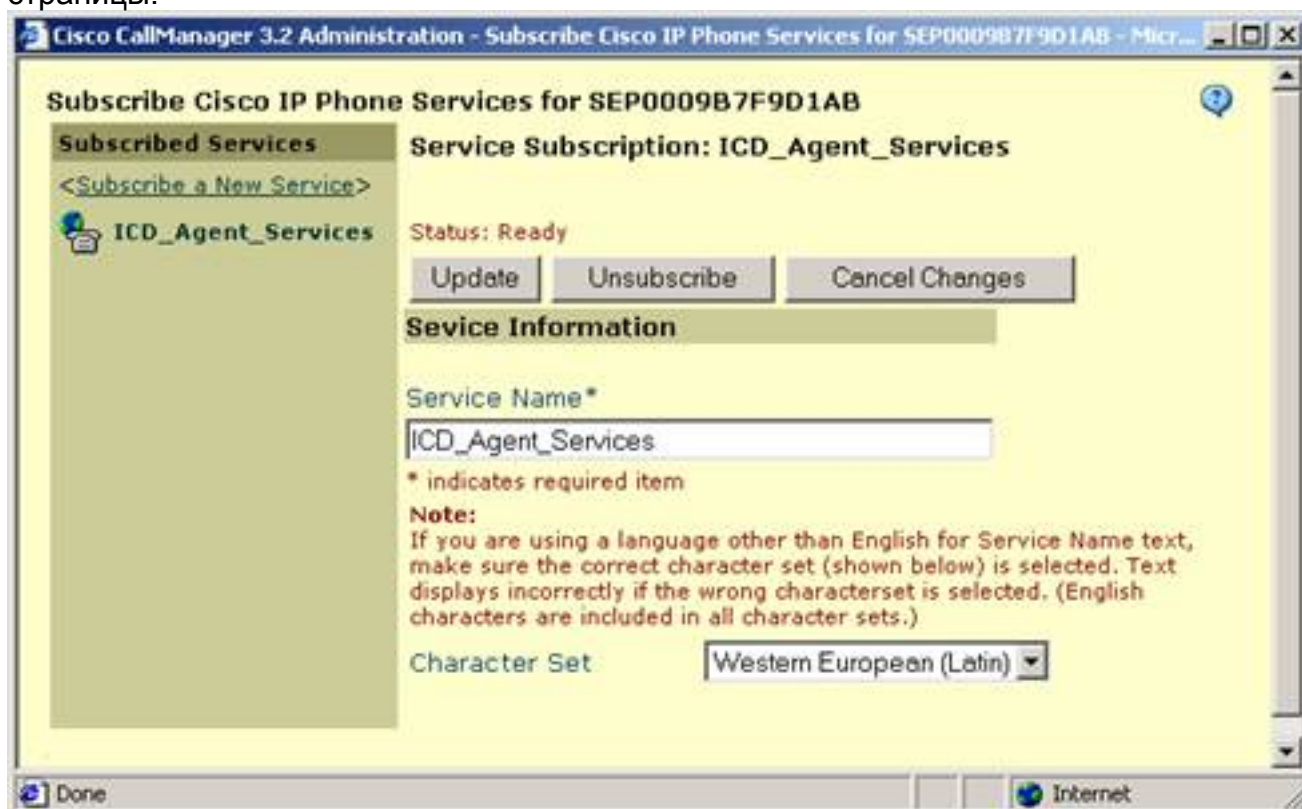 страницы.
Cisco CallManager 3.2 Administration - Subscribe Cisco IP Phone Services for SEP0009B7F9D1AB - Micr...
Subscribe Cisco IP Phone Services for SEP0009B7F9D1AB
Subscribed Services
<Subscribe a New Service>
ICD_Agent_Services
Service Subscription: ICD_Agent_Services
Status: Ready
Update Unsubscribe Cancel Changes
Sevice Information
Service Name*
ICD_Agent_Services
* indicates required item
Note:
If you are using a language other than English for Service Name text,
make sure the correct character set (shown below) is selected. Text
displays incorrectly if the wrong characterset is selected. (English
characters are included in all character sets.)
Character Set Western European (Latin)
Done Internet